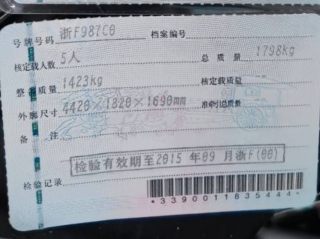 号牌号码 浙F987C0 档案编号
核定载人数 5人 总质量 1798kg
整备质量 1423kg 核定载质量
外廓尺寸 4420×1820×1690mm 准牵引总质量
备注
检验有效期至2015年09月浙F(00)
检验记录
*3390011835444*